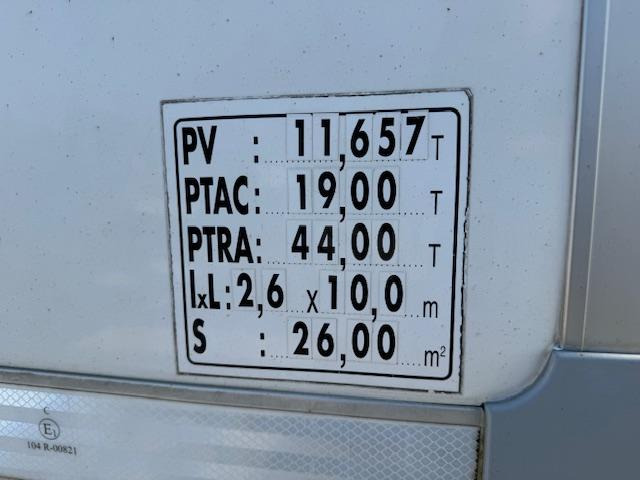 PV : 11,657 T
PTAC : 19,00 T
PTRA : 44,00 T
IxL : 2,6 x 10,0 m
S : 26,00 m²
C
E1
104 R-00821